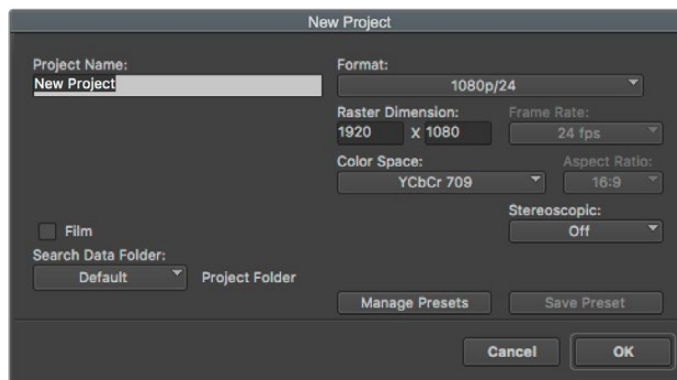 New Project
Project Name:
New Project
Format:
1080p/24
Raster Dimension:
1920 x 1080
Frame Rate:
24 fps
Color Space:
YCbCr 709
Aspect Ratio:
16:9
Stereoscopic:
Off
Film
Search Data Folder:
Default
Project Folder
Manage Presets
Save Preset
Cancel
OK